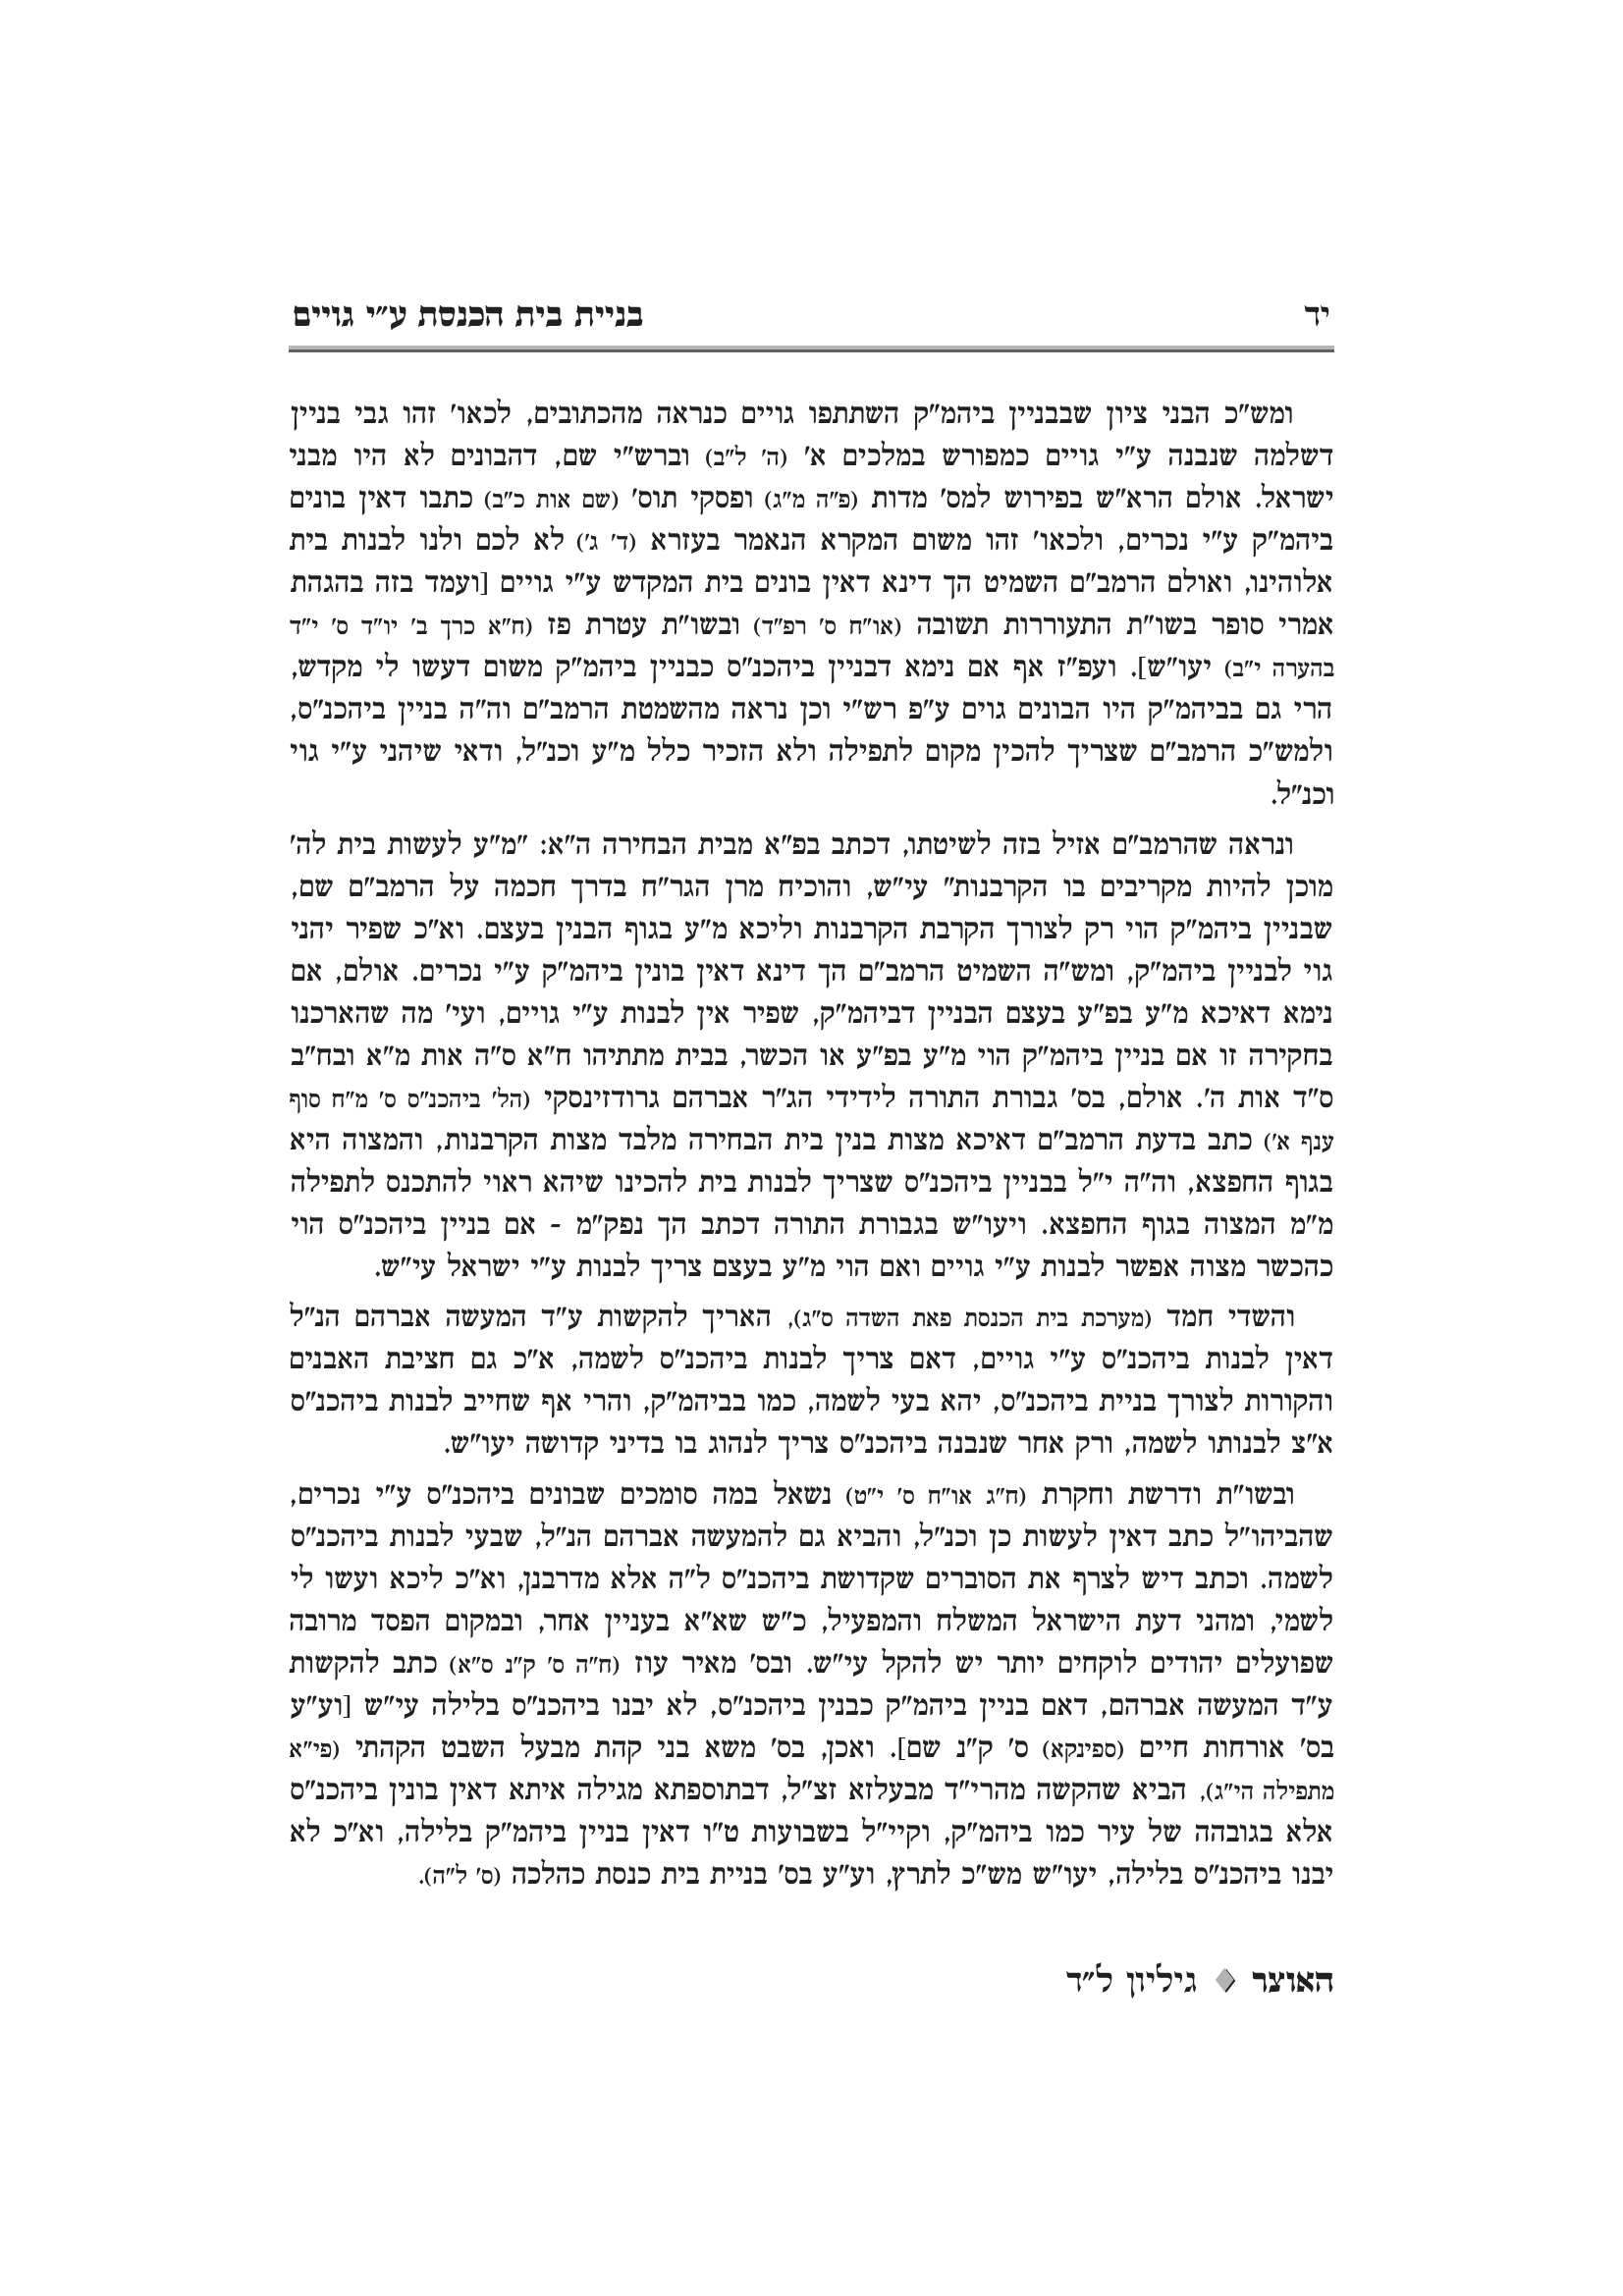 יד
בניית בית הכנסת ע״י גויים
ומש"כ הבני ציון שבבניין ביהמ"ק השתתפו גויים כנראה מהכתובים, לכאו' זהו גבי בניין
דשלמה שנבנה ע"י גויים כמפורש במלכים א' (ה' ל"ב) וברש"י שם, דהבונים לא היו מבני
ישראל. אולם הרא"ש בפירוש למס' מדות (פ"ה מ"ג) ופסקי תוס' (שם אות כ"ב) כתבו דאין בונים
ביהמ"ק ע"י נכרים, ולכאו' זהו משום המקרא הנאמר בעזרא (ד' ג') לא לכם ולנו לבנות בית
אלוהינו, ואולם הרמב"ם השמיט הך דינא דאין בונים בית המקדש ע"י גויים [ועמד בזה בהגהת
אמרי סופר בשו"ת התעוררות תשובה (או"ח ס' רפ"ד) ובשו"ת עטרת פז (ח"א כרך ב' יו"ד ס' י"ד
בהערה י"ב) יעו"ש]. ועפ"ז אף אם נימא דבניין ביהכנ"ס כבניין ביהמ"ק משום דעשו לי מקדש,
הרי גם בביהמ"ק היו הבונים גוים ע"פ רש"י וכן נראה מהשמטת הרמב"ם וה"ה בניין ביהכנ"ס,
ולמש"כ הרמב"ם שצריך להכין מקום לתפילה ולא הזכיר כלל מ"ע וכנ"ל, ודאי שיהני ע"י גוי
וכנ"ל.
ונראה שהרמב"ם אזיל בזה לשיטתו, דכתב בפ"א מבית הבחירה ה"א: "מ"ע לעשות בית לה'
מוכן להיות מקריבים בו הקרבנות" עי"ש, והוכיח מרן הגר"ח בדרך חכמה על הרמב"ם שם,
שבניין ביהמ"ק הוי רק לצורך הקרבת הקרבנות וליכא מ"ע בגוף הבנין בעצם. וא"כ שפיר יהני
גוי לבניין ביהמ"ק, ומש"ה השמיט הרמב"ם הך דינא דאין בונין ביהמ"ק ע"י נכרים. אולם, אם
נימא דאיכא מ"ע בפ"ע בעצם הבניין דביהמ"ק, שפיר אין לבנות ע"י גויים, ועי' מה שהארכנו
בחקירה זו אם בניין ביהמ"ק הוי מ"ע בפ"ע או הכשר, בבית מתתיהו ח"א ס"ה אות מ"א ובח"ב
ס"ד אות ה'. אולם, בס' גבורת התורה לידידי הג"ר אברהם גרודזינסקי (הל' ביהכנ"ס ס' מ"ח סוף
ענף א') כתב בדעת הרמב"ם דאיכא מצות בנין בית הבחירה מלבד מצות הקרבנות, והמצוה היא
בגוף החפצא, וה"ה י"ל בבניין ביהכנ"ס שצריך לבנות בית להכינו שיהא ראוי להתכנס לתפילה
מ"מ המצוה בגוף החפצא. ויעו"ש בגבורת התורה דכתב הך נפק"מ - אם בניין ביהכנ"ס הוי
כהכשר מצוה אפשר לבנות ע"י גויים ואם הוי מ"ע בעצם צריך לבנות ע"י ישראל עי"ש.
והשדי חמד (מערכת בית הכנסת פאת השדה ס"ג), האריך להקשות ע"ד המעשה אברהם הנ"ל
דאין לבנות ביהכנ"ס ע"י גויים, דאם צריך לבנות ביהכנ"ס לשמה, א"כ גם חציבת האבנים
והקורות לצורך בניית ביהכנ"ס, יהא בעי לשמה, כמו בביהמ"ק, והרי אף שחייב לבנות ביהכנ"ס
א"צ לבנותו לשמה, ורק אחר שנבנה ביהכנ"ס צריך לנהוג בו בדיני קדושה יעו"ש.
ובשו"ת ודרשת וחקרת (ח"ג או"ח ס' י"ט) נשאל במה סומכים שבונים ביהכנ"ס ע"י נכרים,
שהביהו"ל כתב דאין לעשות כן וכנ"ל, והביא גם להמעשה אברהם הנ"ל, שבעי לבנות ביהכנ"ס
לשמה. וכתב דיש לצרף את הסוברים שקדושת ביהכנ"ס ל"ה אלא מדרבנן, וא"כ ליכא ועשו לי
לשמי, ומהני דעת הישראל המשלח והמפעיל, כ"ש שא"א בעניין אחר, ובמקום הפסד מרובה
שפועלים יהודים לוקחים יותר יש להקל עי"ש. ובס' מאיר עוז (ח"ה ס' ק"נ ס"א) כתב להקשות
ע"ד המעשה אברהם, דאם בניין ביהמ"ק כבנין ביהכנ"ס, לא יבנו ביהכנ"ס בלילה עי"ש [וע"ע
בס' אורחות חיים (ספינקא) ס' ק"נ שם]. ואכן, בס' משא בני קהת מבעל השבט הקהתי (פי"א
מתפילה הי"ג), הביא שהקשה מהרי"ד מבעלזא זצ"ל, דבתוספתא מגילה איתא דאין בונין ביהכנ"ס
אלא בגובהה של עיר כמו ביהמ"ק, וקיי"ל בשבועות ט"ו דאין בניין ביהמ"ק בלילה, וא"כ לא
יבנו ביהכנ"ס בלילה, יעו"ש מש"כ לתרץ, וע"ע בס' בניית בית כנסת כהלכה (ס' ל"ה).
האוצר ♦ גיליון ל״ד